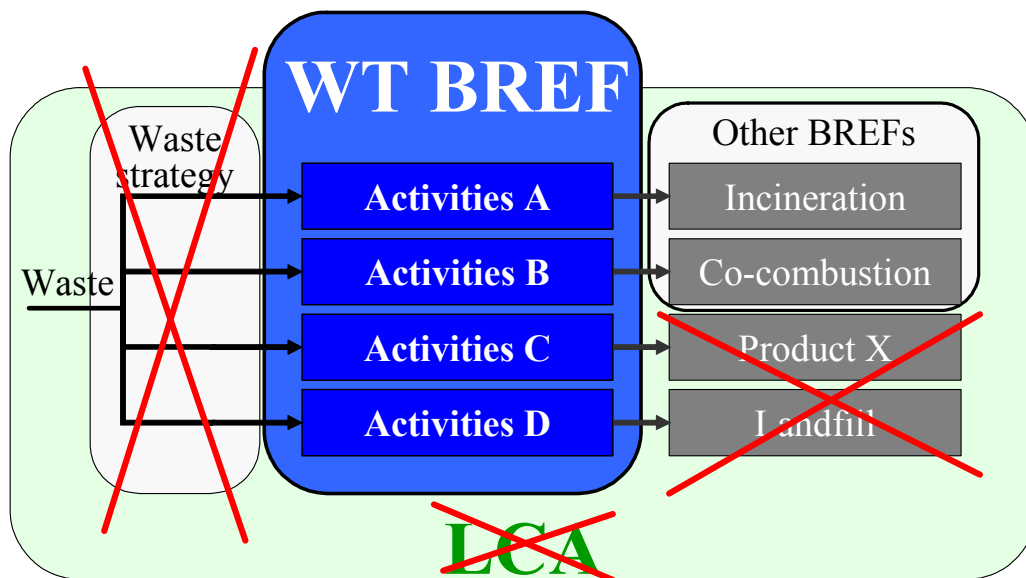 WT BREF
Waste
strategy
Other BREFs
Activities A
Incineration
Activities B
Co-combustion
Waste
Activities C
Product X
Activities D
Landfill
LCA